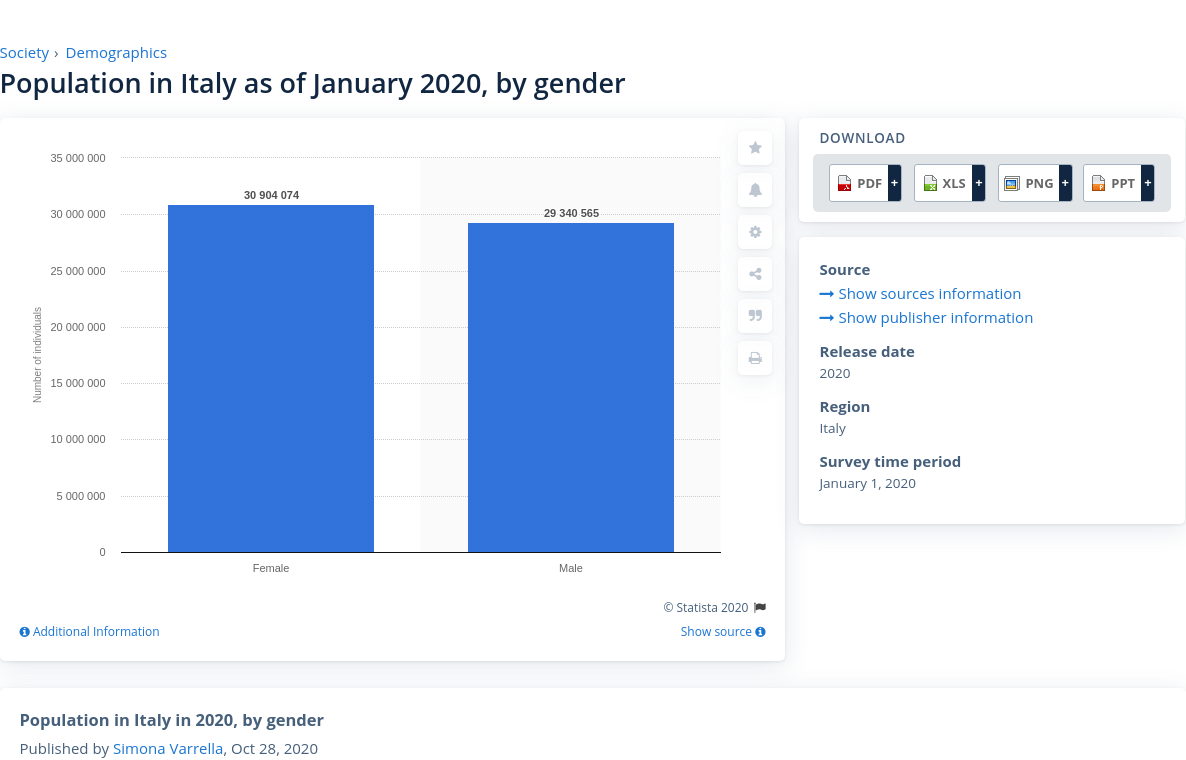 Society › Demographics
Population in Italy as of January 2020, by gender
35 000 000
30 000 000
25 000 000
20 000 000
15 000 000
10 000 000
5 000 000
0
Number of individuals
30 904 074
29 340 565
Female
Male
© Statista 2020
Additional Information
Show source
DOWNLOAD
PDF +
XLS +
PNG +
PPT +
Source
Show sources information
Show publisher information
Release date
2020
Region
Italy
Survey time period
January 1, 2020
Population in Italy in 2020, by gender
Published by Simona Varrella, Oct 28, 2020